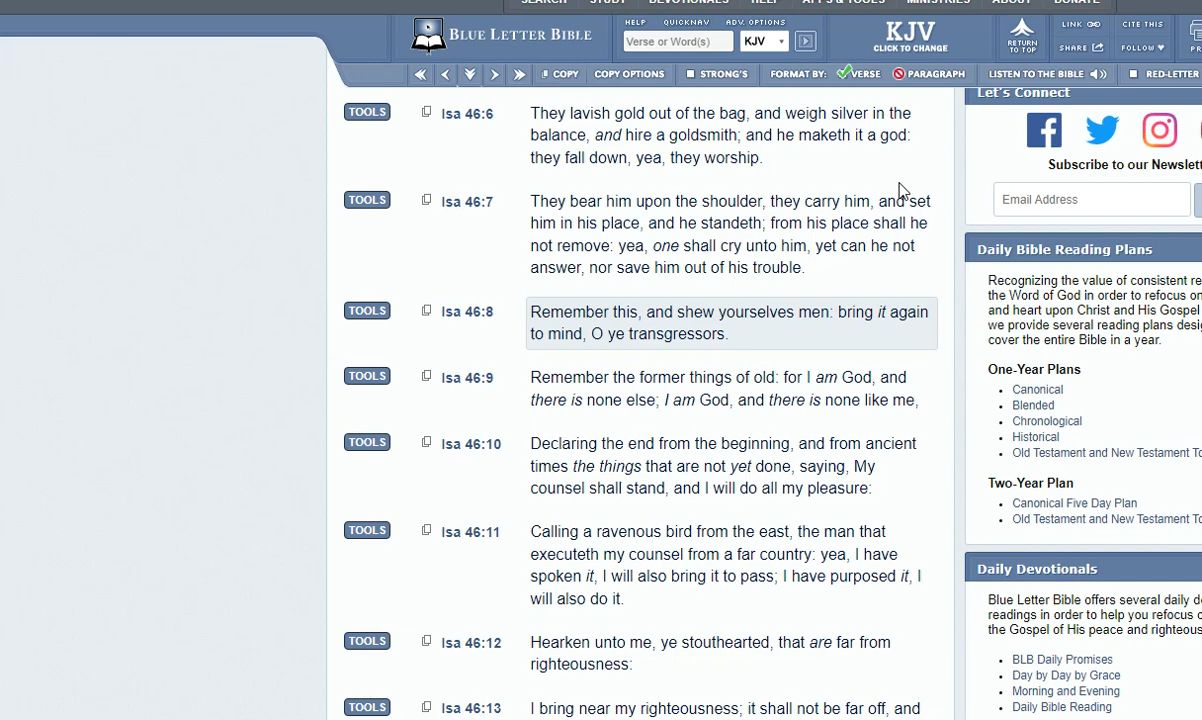 SEARCH STUDY DEVOTIONALS HELP APPS & TOOLS MINISTRIES ABOUT DONATE
HELP QUICKNAV ADV. OPTIONS
BLUE LETTER BIBLE
Verse or Word(s) KJV
KJV
CLICK TO CHANGE
RETURN
TO TOP
LINK CITE THIS
SHARE FOLLOW
COPY COPY OPTIONS STRONG'S FORMAT BY: VERSE PARAGRAPH LISTEN TO THE BIBLE RED-LETTER
TOOLS Isa 46:6 They lavish gold out of the bag, and weigh silver in the
balance, and hire a goldsmith; and he maketh it a god:
they fall down, yea, they worship.
TOOLS Isa 46:7 They bear him upon the shoulder, they carry him, and set
him in his place, and he standeth; from his place shall he
not remove: yea, one shall cry unto him, yet can he not
answer, nor save him out of his trouble.
TOOLS Isa 46:8 Remember this, and shew yourselves men: bring it again
to mind, O ye transgressors.
TOOLS Isa 46:9 Remember the former things of old: for I am God, and
there is none else; I am God, and there is none like me,
TOOLS Isa 46:10 Declaring the end from the beginning, and from ancient
times the things that are not yet done, saying, My
counsel shall stand, and I will do all my pleasure:
TOOLS Isa 46:11 Calling a ravenous bird from the east, the man that
executeth my counsel from a far country: yea, I have
spoken it, I will also bring it to pass; I have purposed it, I
will also do it.
TOOLS Isa 46:12 Hearken unto me, ye stouthearted, that are far from
righteousness:
TOOLS Isa 46:13 I bring near my righteousness; it shall not be far off, and
Let's Connect
Subscribe to our Newslett
Email Address
Daily Bible Reading Plans
Recognizing the value of consistent re
the Word of God in order to refocus o
and heart upon Christ and His Gospel
we provide several reading plans desig
cover the entire Bible in a year.
One-Year Plans
Canonical
Blended
Chronological
Historical
Old Testament and New Testament To
Two-Year Plan
Canonical Five Day Plan
Old Testament and New Testament To
Daily Devotionals
Blue Letter Bible offers several daily d
readings in order to help you refocus o
the Gospel of His peace and righteou
BLB Daily Promises
Day by Day by Grace
Morning and Evening
Daily Bible Reading